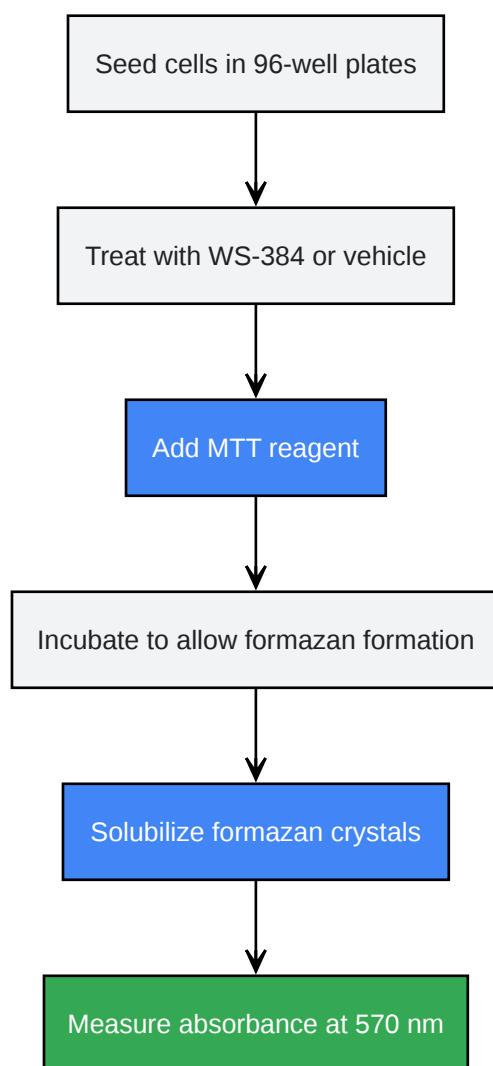 Seed cells in 96-well plates
Treat with WS-384 or vehicle
Add MTT reagent
Incubate to allow formazan formation
Solubilize formazan crystals
Measure absorbance at 570 nm